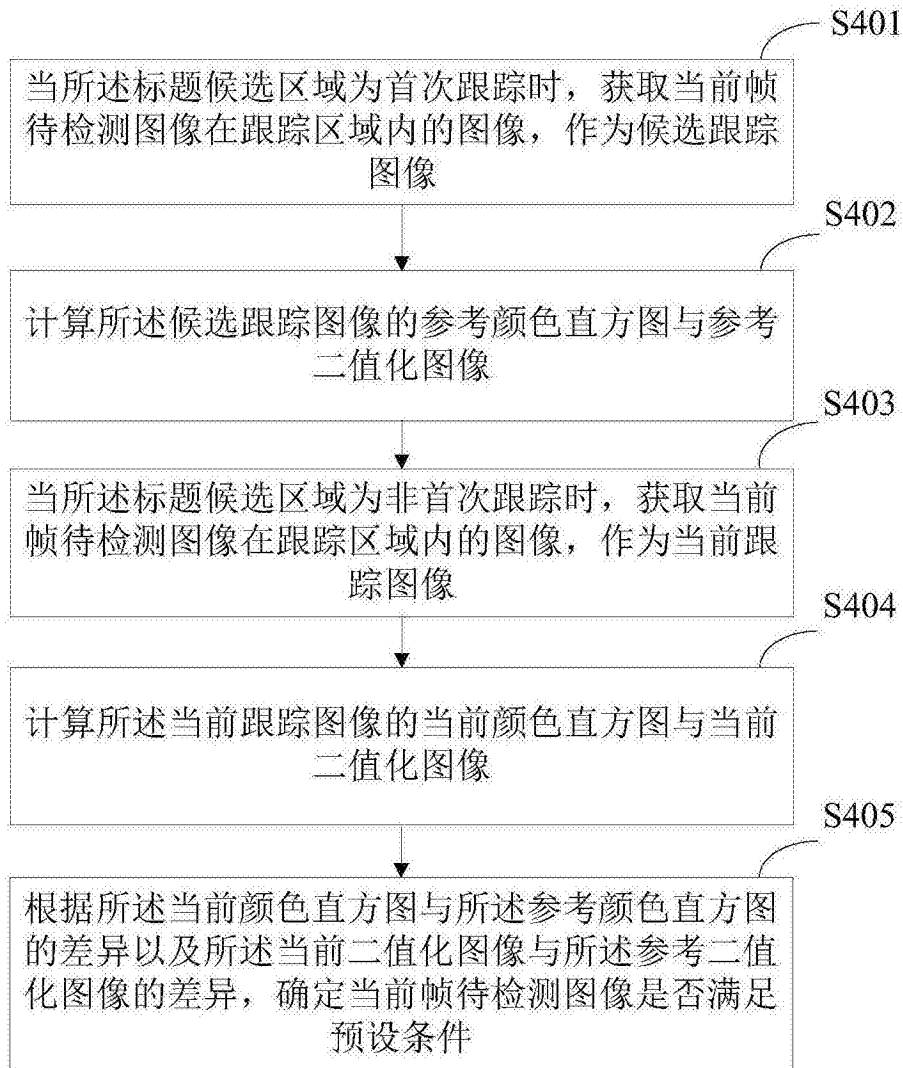 S401
当所述标题候选区域为首次跟踪时，获取当前帧
待检测图像在跟踪区域内的图像，作为候选跟踪
图像
S402
计算所述候选跟踪图像的参考颜色直方图与参考
二值化图像
S403
当所述标题候选区域为非首次跟踪时，获取当前
帧待检测图像在跟踪区域内的图像，作为当前跟
踪图像
S404
计算所述当前跟踪图像的当前颜色直方图与当前
二值化图像
S405
根据所述当前颜色直方图与所述参考颜色直方图
的差异以及所述当前二值化图像与所述参考二值
化图像的差异，确定当前帧待检测图像是否满足
预设条件